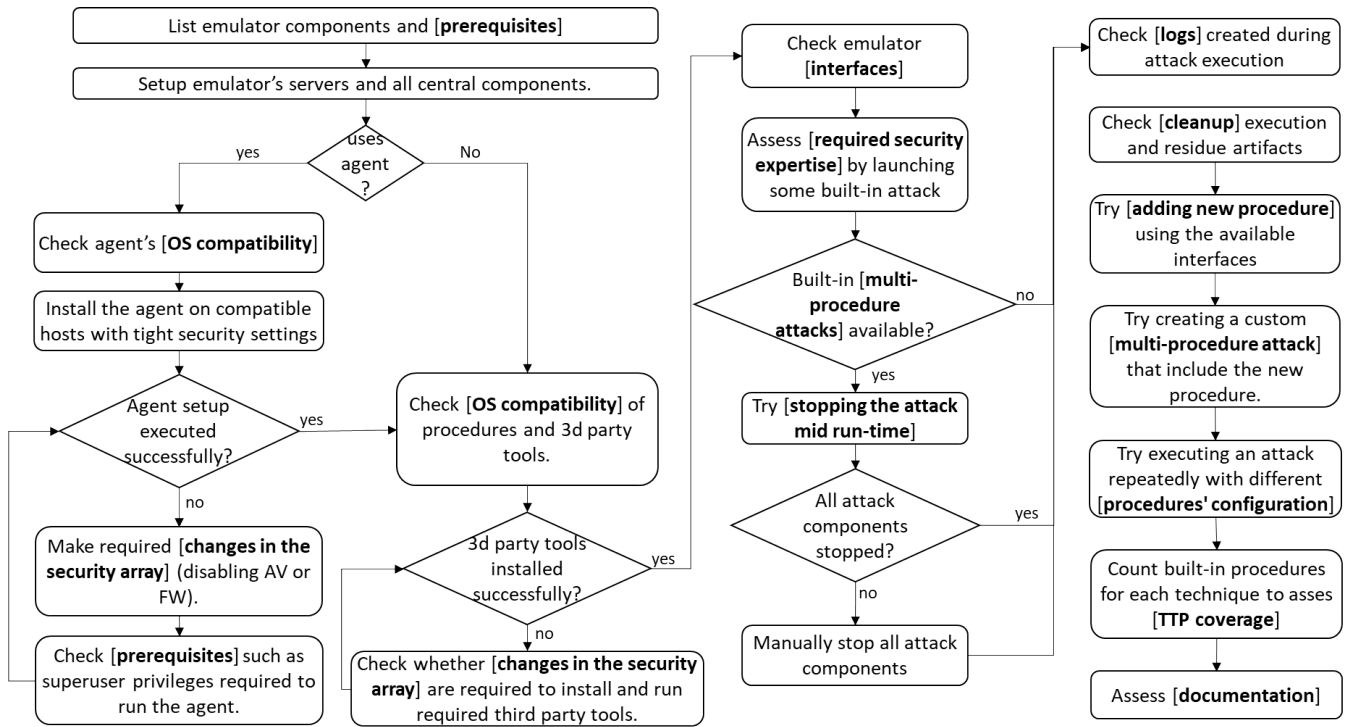 List emulator components and [prerequisites]
Setup emulator's servers and all central components.
uses
agent
?
yes
No
Check agent's [OS compatibility]
Install the agent on compatible
hosts with tight security settings
Agent setup
executed
successfully?
yes
no
Make required [changes in the
security array] (disabling AV or
FW).
Check [prerequisites] such as
superuser privileges required to
run the agent.
Check [OS compatibility] of
procedures and 3d party
tools.
3d party tools
installed
successfully?
yes
no
Check whether [changes in the security
array] are required to install and run
required third party tools.
Check emulator
[interfaces]
Assess [required security
expertise] by launching
some built-in attack
Built-in [multi-
procedure
attacks] available?
no
yes
Try [stopping the attack
mid run-time]
All attack
components
stopped?
yes
no
Manually stop all attack
components
Check [logs] created during
attack execution
Check [cleanup] execution
and residue artifacts
Try [adding new procedure]
using the available
interfaces
Try creating a custom
[multi-procedure attack]
that include the new
procedure.
Try executing an attack
repeatedly with different
[procedures' configuration]
Count built-in procedures
for each technique to asses
[TTP coverage]
Assess [documentation]